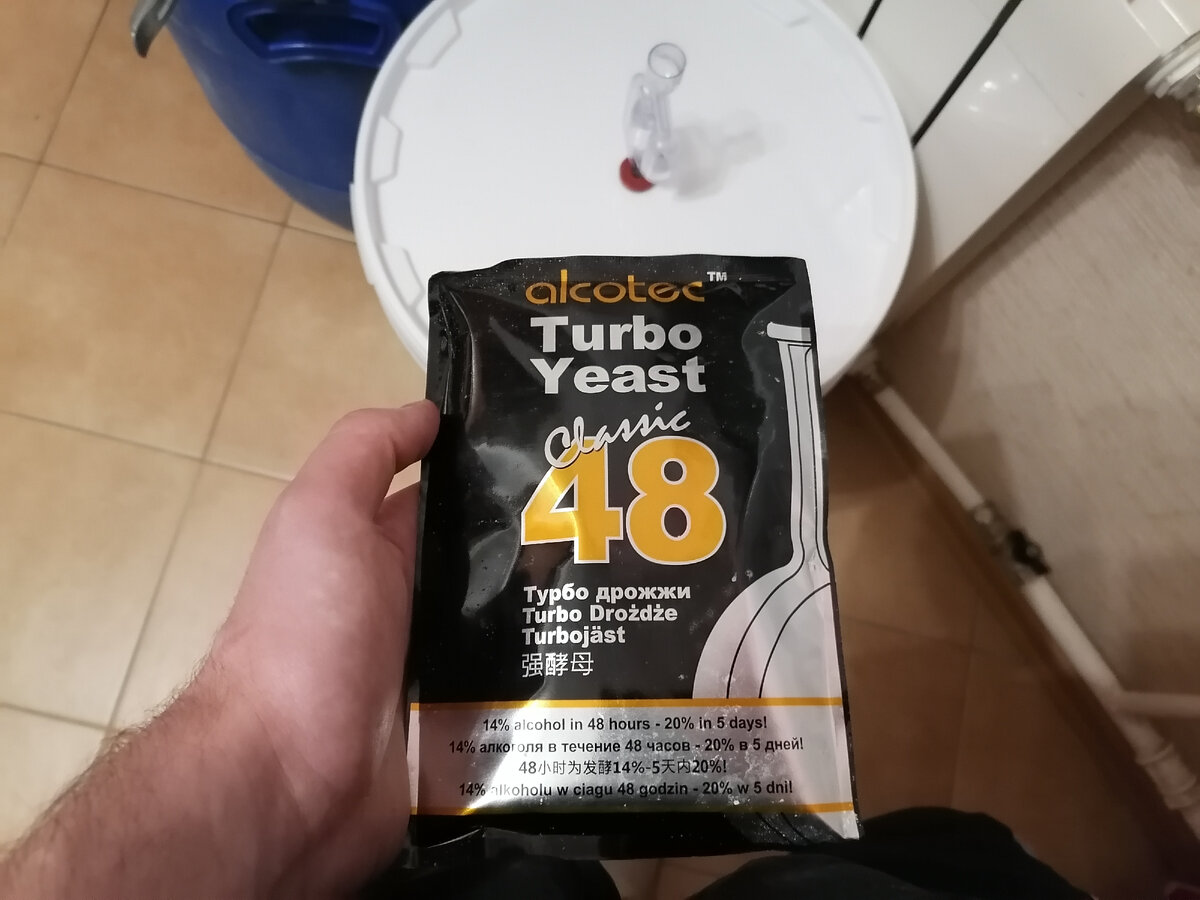 alcotec™
Turbo
Yeast
Classic
48
Турбо дрожжи
Turbo Drożdże
Turbojäst
强酵母
14% alcohol in 48 hours - 20% in 5 days!
14% алкоголя в течение 48 часов - 20% в 5 дней!
48小时为发酵14%-5天内20%!
14% alkoholu w ciagu 48 godzin - 20% w 5 dni!